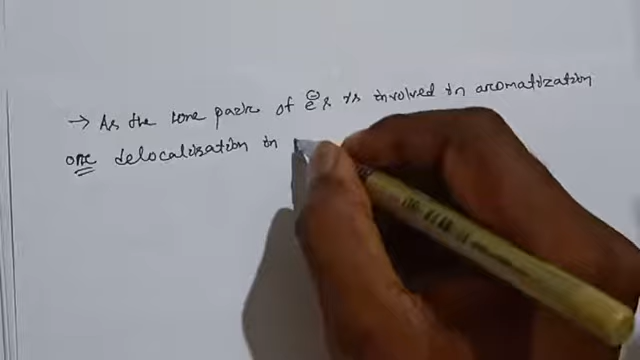 → As the lone pair of e⊖s is involved in aromatization
one delocalisation in